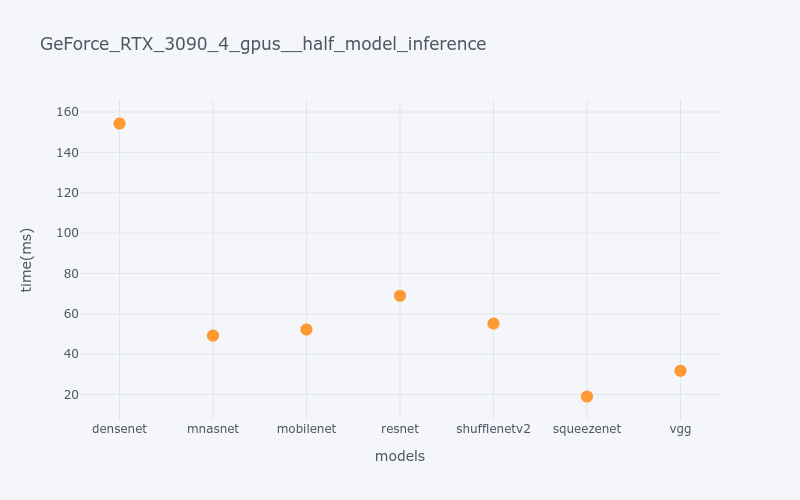 GeForce_RTX_3090_4_gpus__half_model_inference
160
140
120
100
80
60
40
20
time(ms)
densenet mnasnet mobilenet resnet shufflenetv2 squeezenet vgg
models